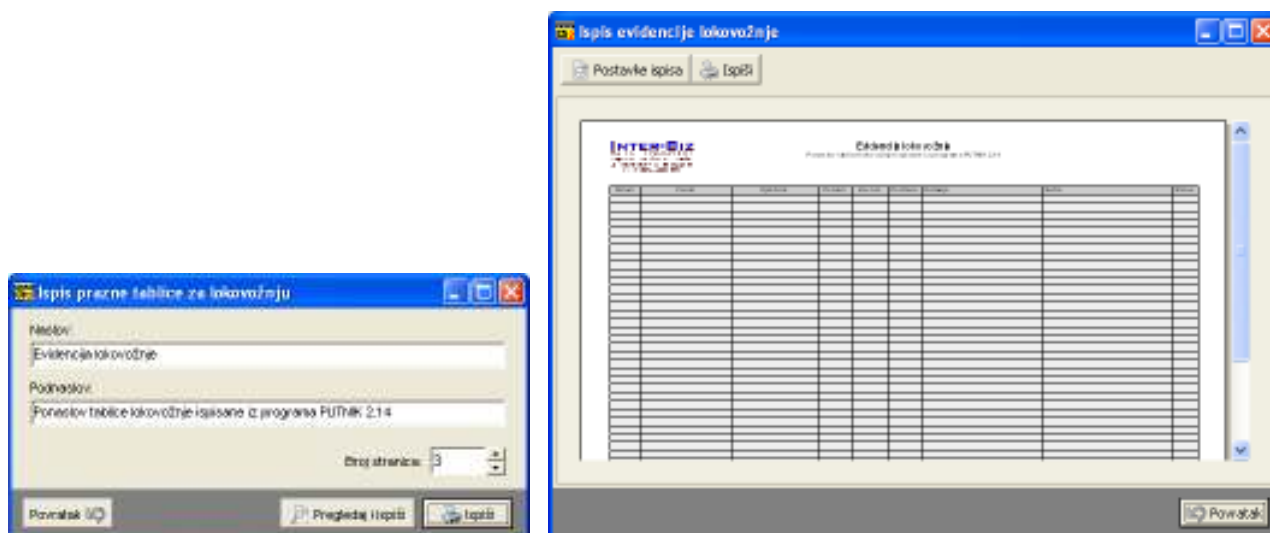 Ispis prazne tablice za lokovožnju
Naslov:
Evidencija lokovožnje
Podnaslov:
Ponaslov tablice lokovožnje ispisane iz programa PUTNIK 2.14
Broj stranica: 3
Povratak
Pregledaj i ispiši
Ispiši
Ispis evidencije lokovožnje
Postavke ispisa
Ispiši
INTER-BIZ
Evidencija lokovožnje
Povratak